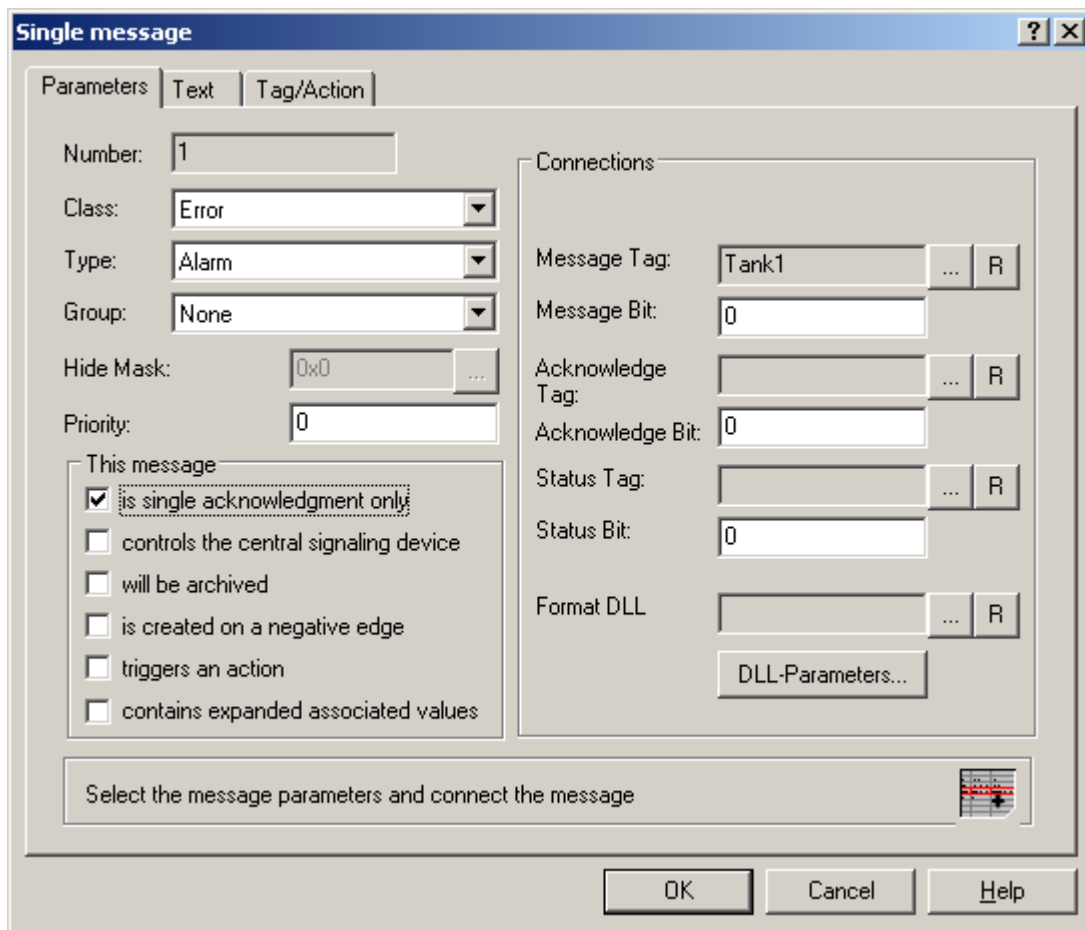 Single message
Parameters
Text
Tag/Action
Number:
1
Class:
Error
Type:
Alarm
Group:
None
Hide Mask:
0x0
...
Priority:
0
This message
is single acknowledgment only
controls the central signaling device
will be archived
is created on a negative edge
triggers an action
contains expanded associated values
Connections
Message Tag:
Tank1
...
R
Message Bit:
0
Acknowledge
Tag:
...
R
Acknowledge Bit:
0
Status Tag:
...
R
Status Bit:
0
Format DLL
...
R
DLL-Parameters...
Select the message parameters and connect the message
OK
Cancel
Help